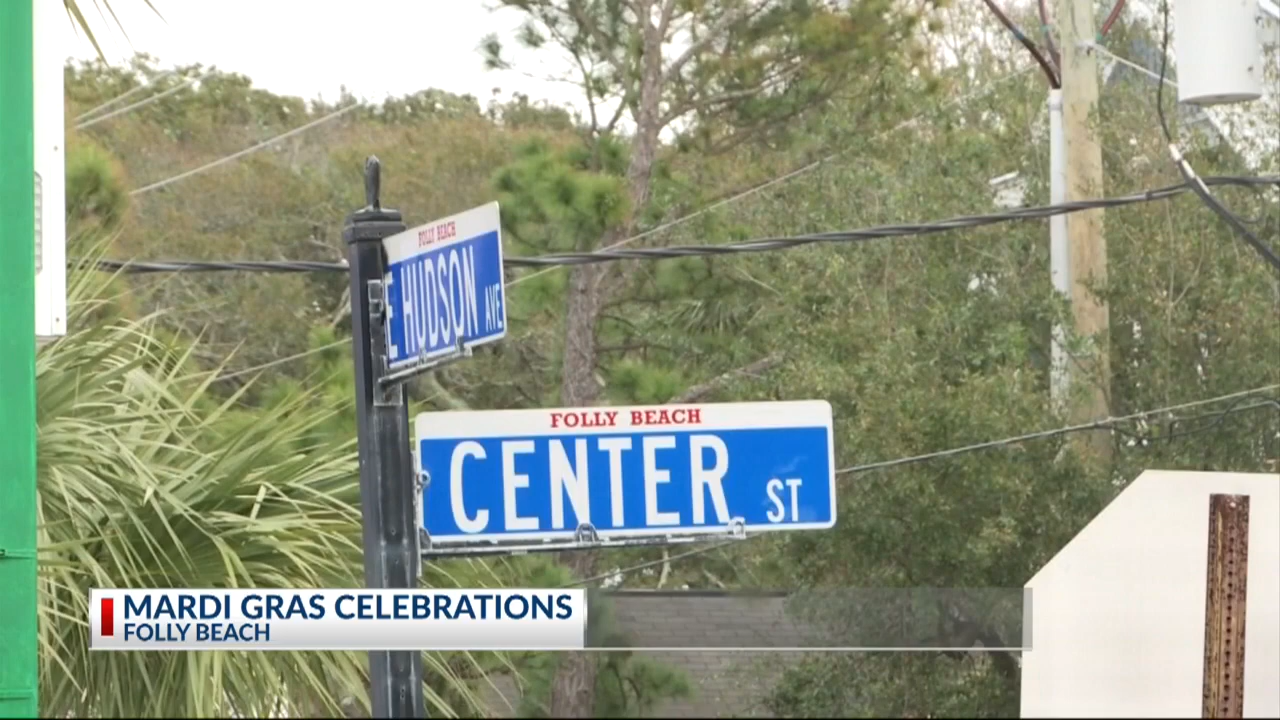 FOLLY BEACH
E HUDSON AVE
FOLLY BEACH
CENTER ST
MARDI GRAS CELEBRATIONS
FOLLY BEACH